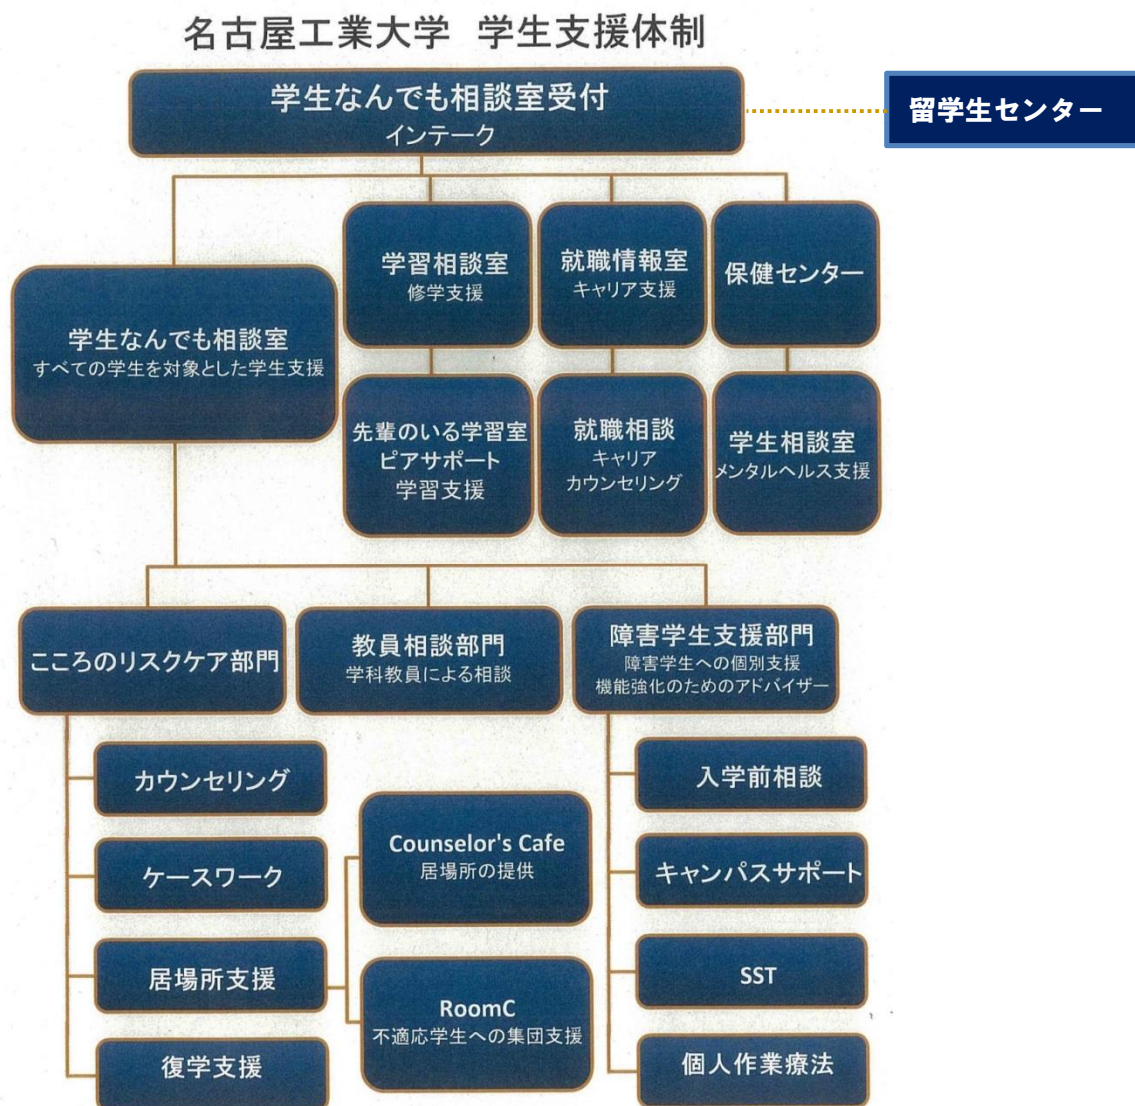 名古屋工業大学 学生支援体制
学生なんでも相談室受付
インテーク
留学生センター
学習相談室
修学支援
就職情報室
キャリア支援
保健センター
学生なんでも相談室
すべての学生を対象とした学生支援
先輩のいる学習室
ピアサポート
学習支援
就職相談
キャリア
カウンセリング
学生相談室
メンタルヘルス支援
こころのリスクケア部門
教員相談部門
学科教員による相談
障害学生支援部門
障害学生への個別支援
機能強化のためのアドバイザー
カウンセリング
ケースワーク
居場所支援
復学支援
Counselor's Cafe
居場所の提供
RoomC
不適応学生への集団支援
入学前相談
キャンパスサポート
SST
個人作業療法